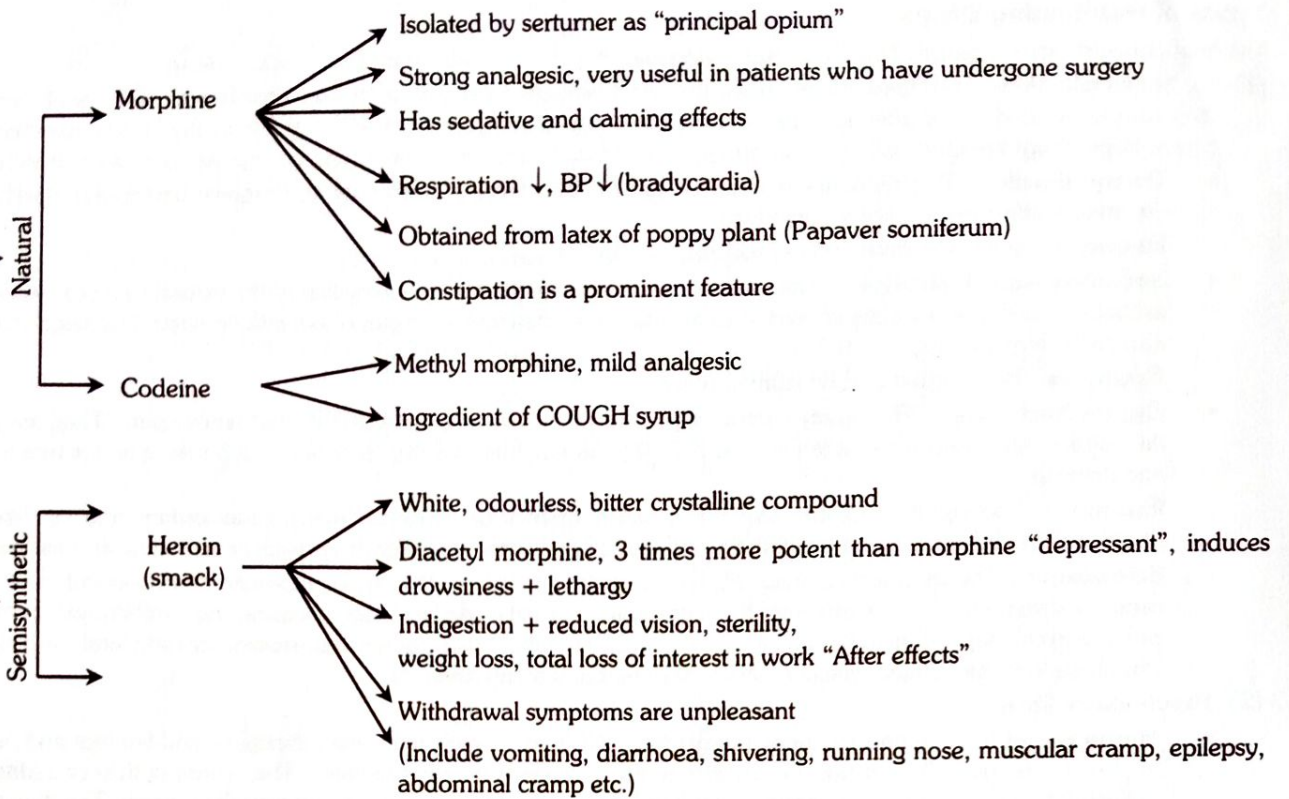 Isolated by serturner as “principal opium”
Strong analgesic, very useful in patients who have undergone surgery
Morphine
Has sedative and calming effects
Respiration ↓, BP↓(bradycardia)
Obtained from latex of poppy plant (Papaver somiferum)
Natural
Constipation is a prominent feature
Methyl morphine, mild analgesic
Codeine
Ingredient of COUGH syrup
White, odourless, bitter crystalline compound
Heroin
(smack)
Semisynthetic
Diacetyl morphine, 3 times more potent than morphine “depressant”, induces
drowsiness + lethargy
Indigestion + reduced vision, sterility,
weight loss, total loss of interest in work “After effects”
Withdrawal symptoms are unpleasant
(Include vomiting, diarrhoea, shivering, running nose, muscular cramp, epilepsy,
abdominal cramp etc.)